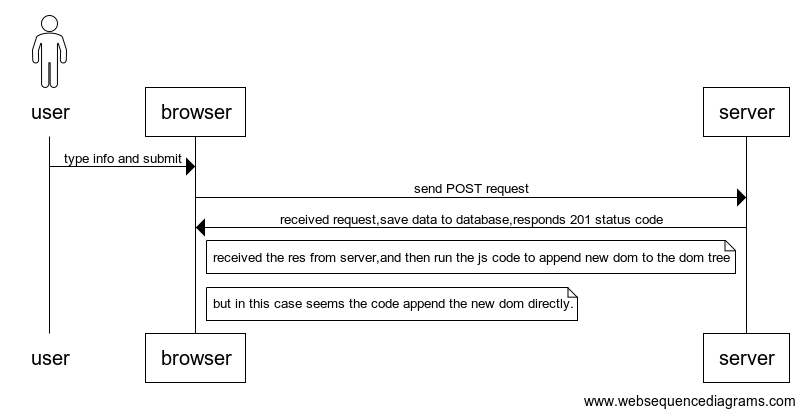 user
browser
server
type info and submit
send POST request
received request,save data to database,responds 201 status code
received the res from server,and then run the js code to append new dom to the dom tree
but in this case seems the code append the new dom directly.
user
browser
server
www.websequencediagrams.com